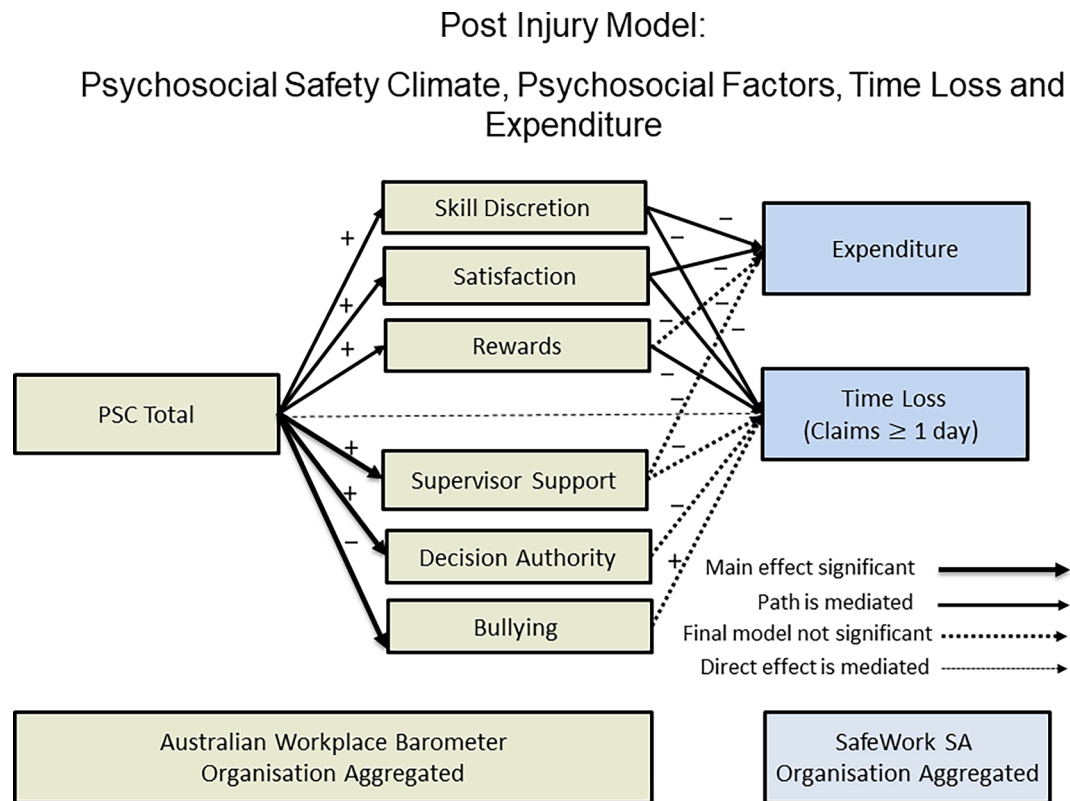 Post Injury Model:
Psychosocial Safety Climate, Psychosocial Factors, Time Loss and
Expenditure
Skill Discretion
Satisfaction
Rewards
PSC Total
Supervisor Support
Decision Authority
Bullying
+
+
+
+
+
−
−
−
−
−
−
−
−
−
−
−
+
Expenditure
Time Loss
(Claims ≥ 1 day)
Main effect significant
Path is mediated
Final model not significant
Direct effect is mediated
Australian Workplace Barometer
Organisation Aggregated
SafeWork SA
Organisation Aggregated